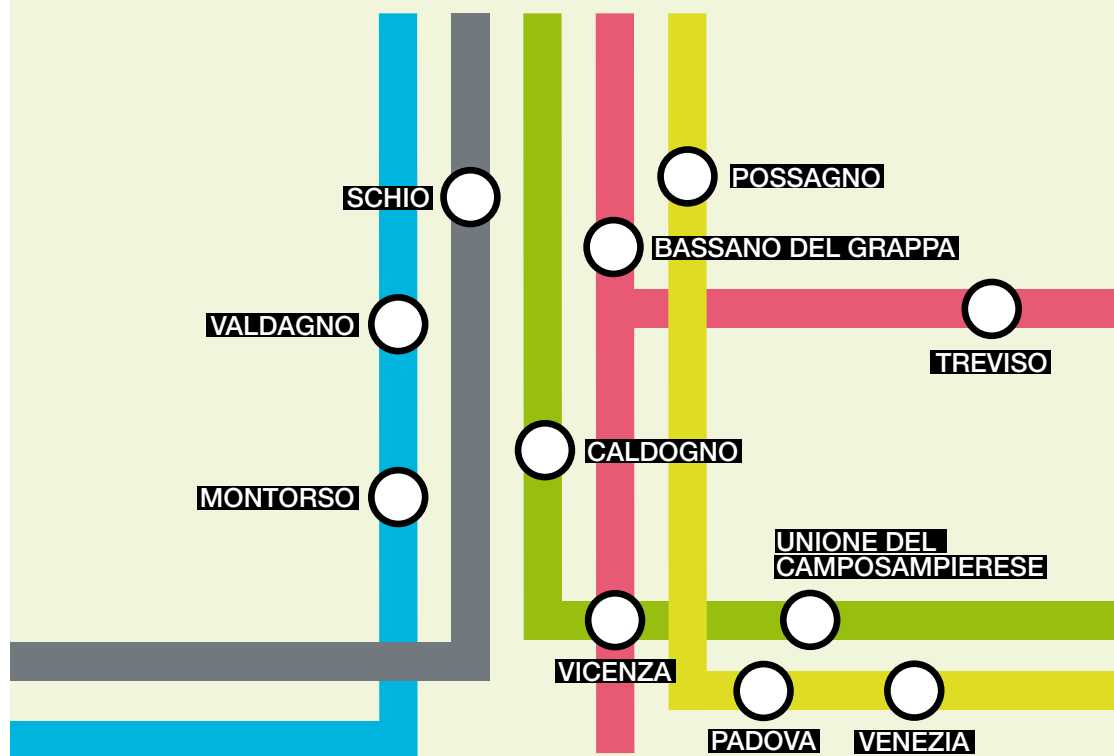 POSSAGNO
SCHIO
BASSANO DEL GRAPPA
VALDAGNO
TREVISO
CALDOGNO
MONTORSO
UNIONE DEL
CAMPOSAMPIERESE
VICENZA
PADOVA
VENEZIA